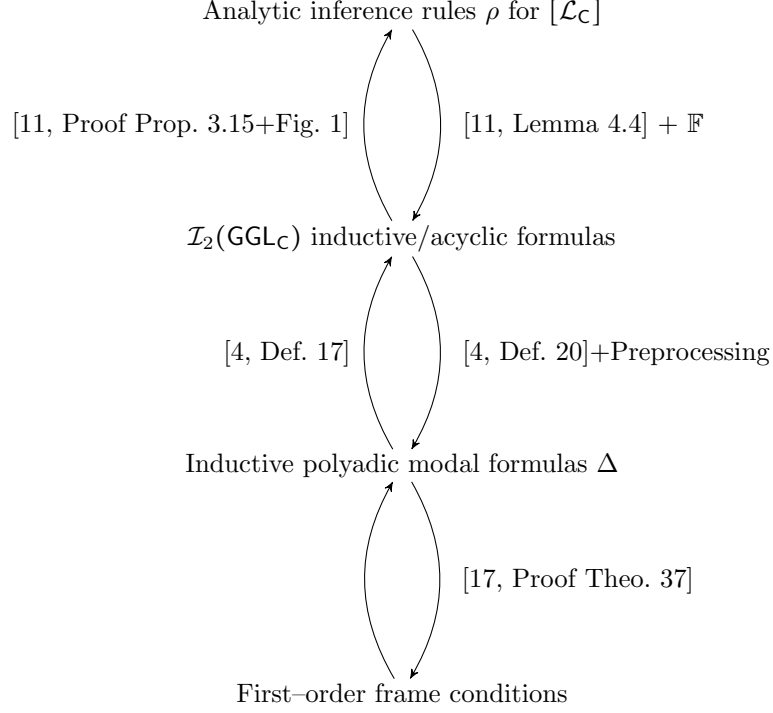 Analytic inference rules ρ for [ℒ_C]
[11, Proof Prop. 3.15+Fig. 1]
[11, Lemma 4.4] + 𝔽
ℐ₂(GGL_C) inductive/acyclic formulas
[4, Def. 17]
[4, Def. 20]+Preprocessing
Inductive polyadic modal formulas Δ
[17, Proof Theo. 37]
First–order frame conditions